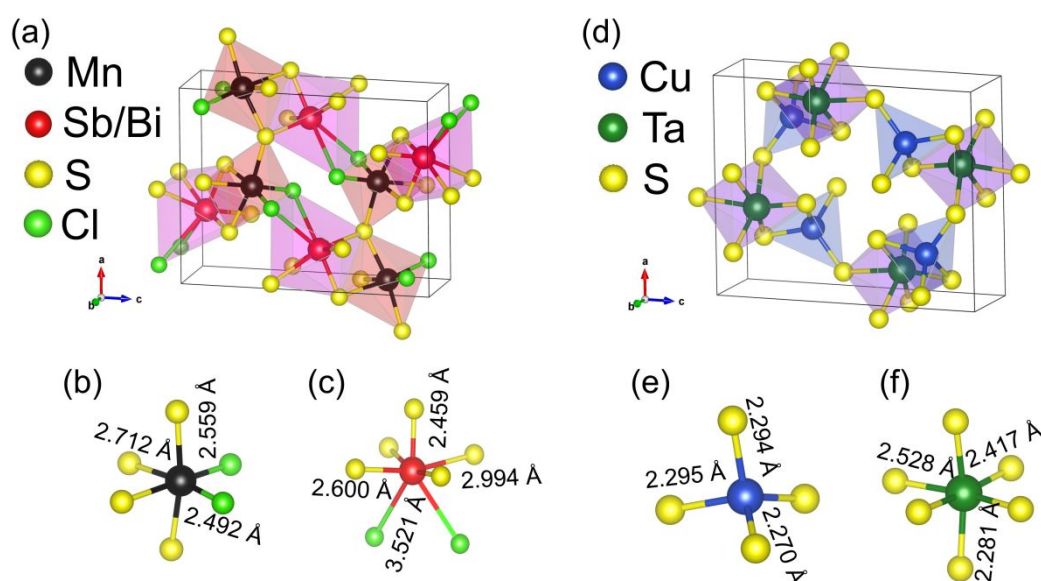 (a)
Mn
Sb/Bi
S
Cl
a
b
c
(d)
Cu
Ta
S
a
b
c
(b)
2.712 Å
2.559 Å
2.492 Å
(c)
2.459 Å
2.600 Å
2.994 Å
3.521 Å
(e)
2.294 Å
2.295 Å
2.270 Å
(f)
2.528 Å
2.417 Å
2.281 Å